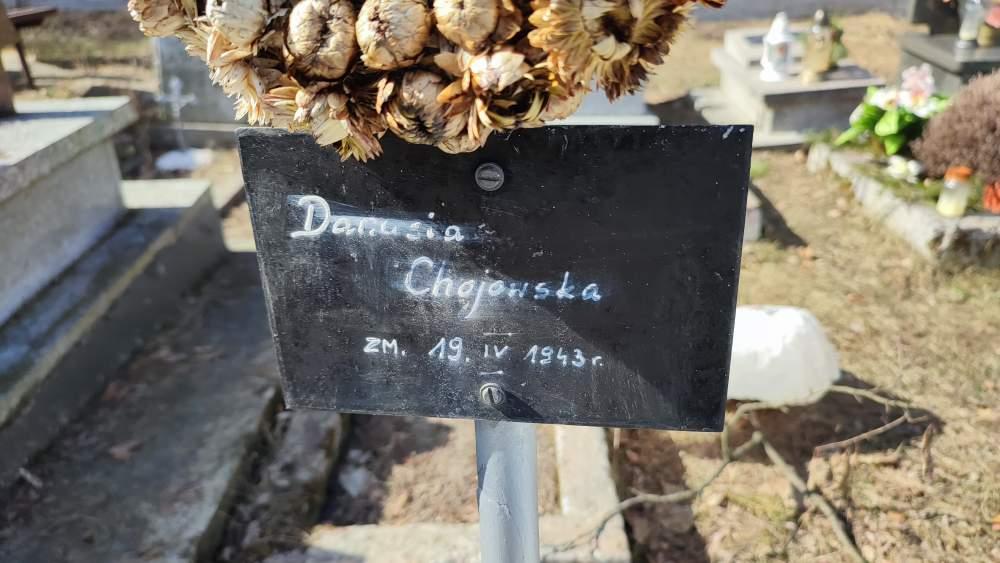 Danusia
Chojowska
ZM. 19. IV 1943 r.